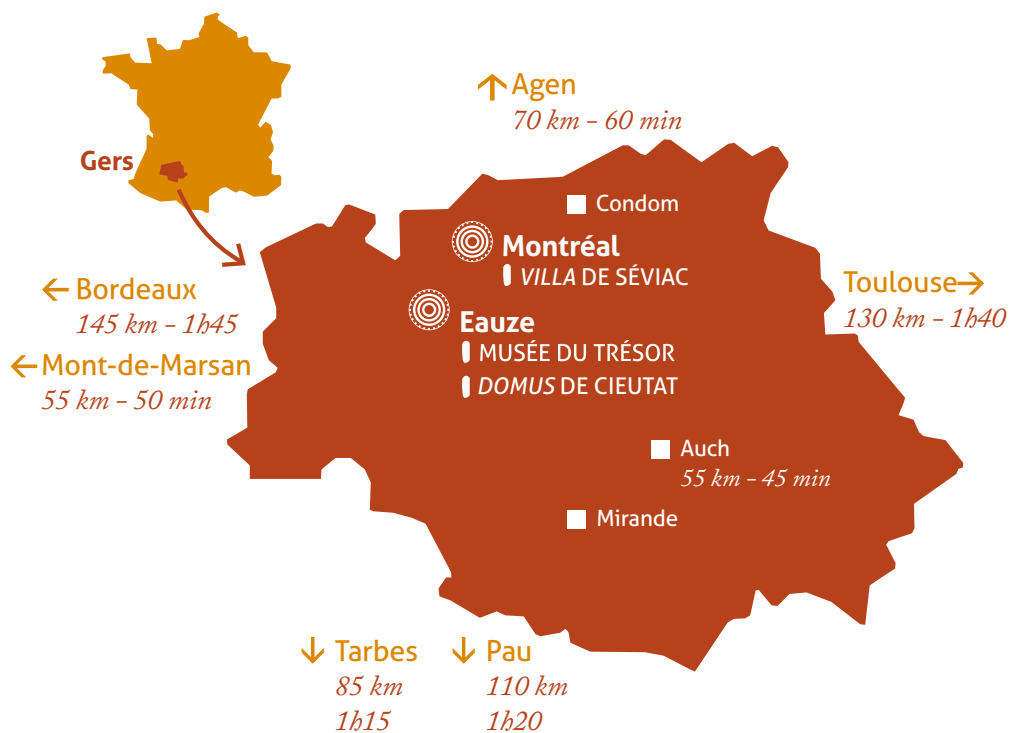 ↑ Agen
70 km – 60 min
Gers
Condom
Montréal
VILLA DE SÉVIAC
← Bordeaux
145 km – 1h45
Toulouse→
130 km – 1h40
Eauze
MUSÉE DU TRÉSOR
DOMUS DE CIEUTAT
← Mont-de-Marsan
55 km – 50 min
Auch
55 km – 45 min
Mirande
↓ Tarbes
85 km
1h15
↓ Pau
110 km
1h20